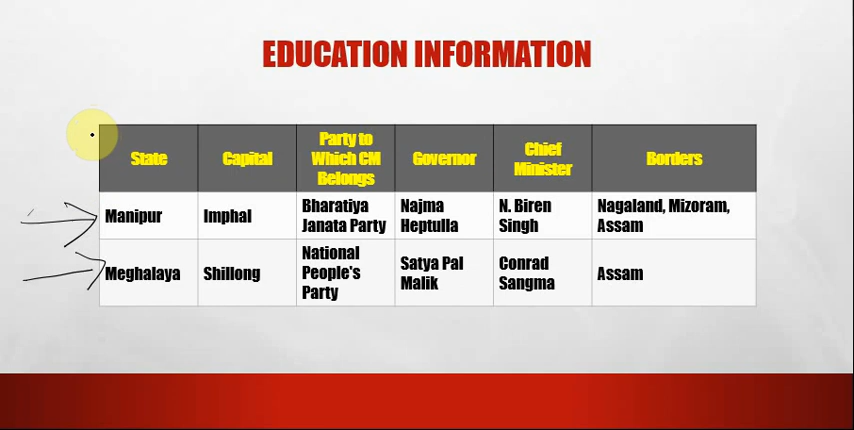 EDUCATION INFORMATION
State
Capital
Party to
Which CM
Belongs
Governor
Chief
Minister
Borders
Manipur
Imphal
Bharatiya
Janata Party
Najma
Heptulla
N. Biren
Singh
Nagaland, Mizoram,
Assam
Meghalaya
Shillong
National
People's
Party
Satya Pal
Malik
Conrad
Sangma
Assam